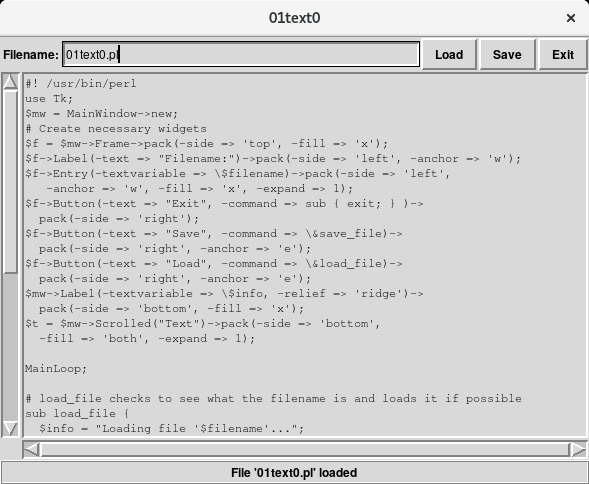 01text0
Filename: 01text0.pl Load Save Exit
#! /usr/bin/perl
use Tk;
$mw = MainWindow->new;
# Create necessary widgets
$f = $mw->Frame->pack(-side => 'top', -fill => 'x');
$f->Label(-text => "Filename:")->pack(-side => 'left', -anchor => 'w');
$f->Entry(-textvariable => \$filename)->pack(-side => 'left',
   -anchor => 'w', -fill => 'x', -expand => 1);
$f->Button(-text => "Exit", -command => sub { exit; } )->
  pack(-side => 'right');
$f->Button(-text => "Save", -command => \&save_file)->
  pack(-side => 'right', -anchor => 'e');
$f->Button(-text => "Load", -command => \&load_file)->
  pack(-side => 'right', -anchor => 'e');
$mw->Label(-textvariable => \$info, -relief => 'ridge')->
  pack(-side => 'bottom', -fill => 'x');
$t = $mw->Scrolled("Text")->pack(-side => 'bottom',
  -fill => 'both', -expand => 1);
MainLoop;
# load_file checks to see what the filename is and loads it if possible
sub load_file {
  $info = "Loading file '$filename'...";
File '01text0.pl' loaded